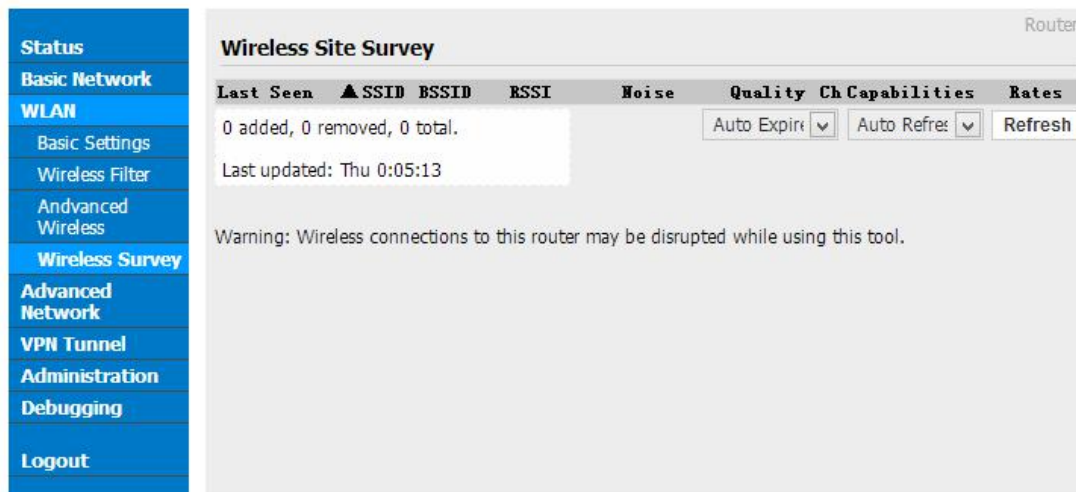 Router
Status
Basic Network
WLAN
Basic Settings
Wireless Filter
Andvanced
Wireless
Wireless Survey
Advanced
Network
VPN Tunnel
Administration
Debugging
Logout
Wireless Site Survey
Last Seen ▲SSID BSSID RSSI Noise Quality Ch Capabilities Rates
0 added, 0 removed, 0 total. Auto Expire Auto Refres Refresh
Last updated: Thu 0:05:13
Warning: Wireless connections to this router may be disrupted while using this tool.